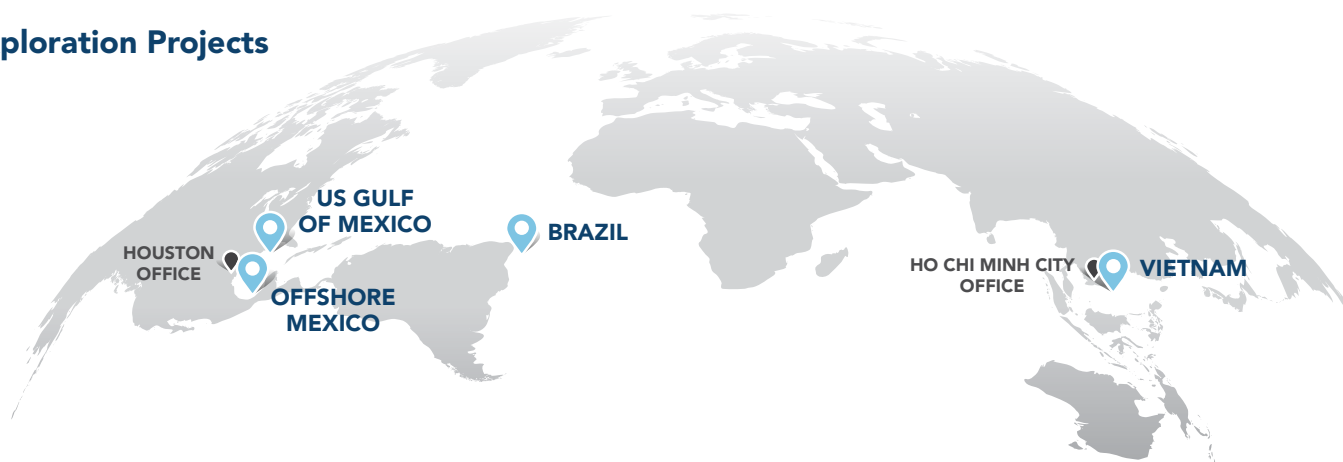 ploration Projects
US GULF
OF MEXICO
HOUSTON
OFFICE
OFFSHORE
MEXICO
BRAZIL
HO CHI MINH CITY
OFFICE
VIETNAM